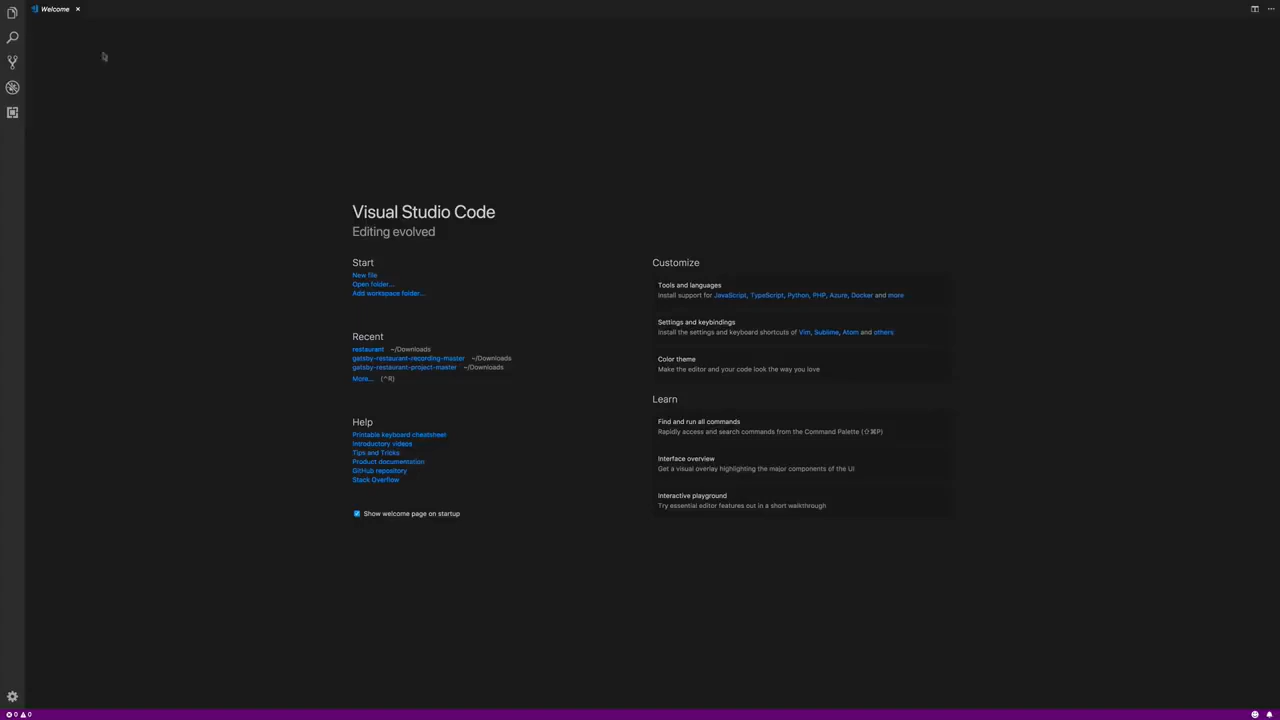 Welcome
Visual Studio Code
Editing evolved
Start
New file
Open folder...
Add workspace folder...
Recent
restaurant ~/Downloads
gatsby-restaurant-recording-master ~/Downloads
gatsby-restaurant-project-master ~/Downloads
More... (^R)
Help
Printable keyboard cheatsheet
Introductory videos
Tips and Tricks
Product documentation
GitHub repository
Stack Overflow
Show welcome page on startup
Customize
Tools and languages
Install support for JavaScript, TypeScript, Python, PHP, Azure, Docker and more
Settings and keybindings
Install the settings and keyboard shortcuts of Vim, Sublime, Atom and others
Color theme
Make the editor and your code look the way you love
Learn
Find and run all commands
Rapidly access and search commands from the Command Palette (⇧⌘P)
Interface overview
Get a visual overlay highlighting the major components of the UI
Interactive playground
Try essential editor features out in a short walkthrough
0 0